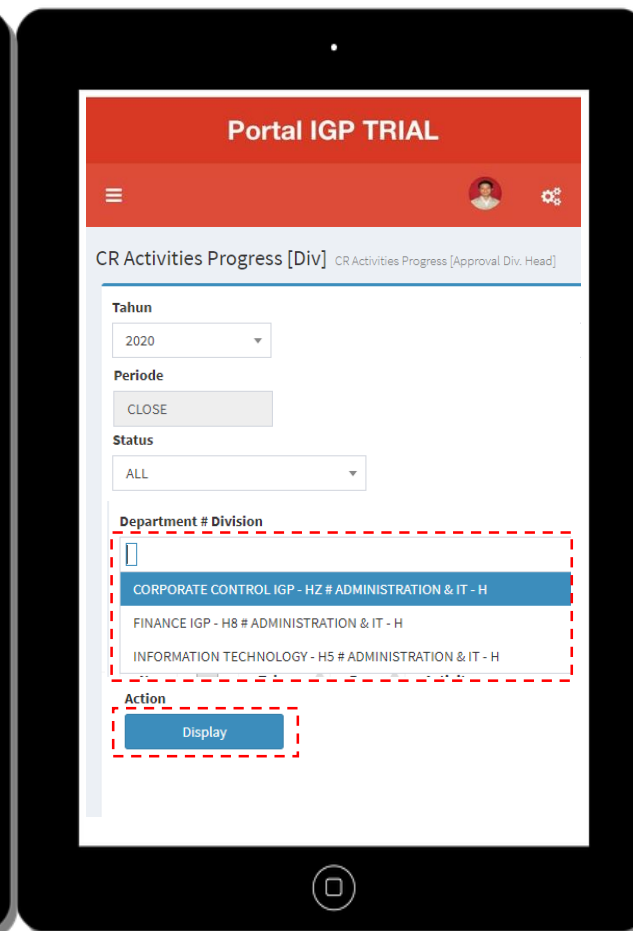 Portal IGP TRIAL
CR Activities Progress [Div] CR Activities Progress [Approval Div. Head]
Tahun
2020
Periode
CLOSE
Status
ALL
Department # Division
CORPORATE CONTROL IGP - HZ # ADMINISTRATION & IT - H
FINANCE IGP - H8 # ADMINISTRATION & IT - H
INFORMATION TECHNOLOGY - H5 # ADMINISTRATION & IT - H
Action
Display